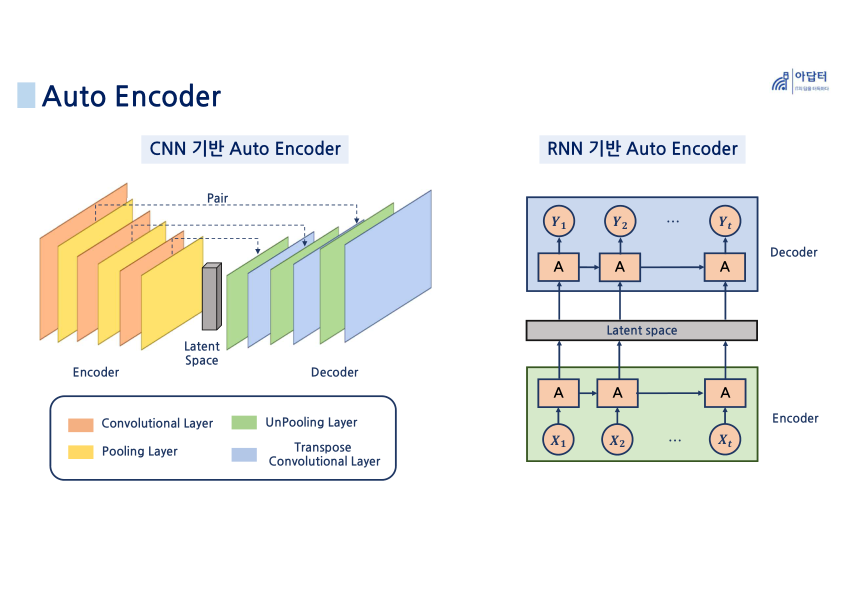 Auto Encoder
아답터
CNN 기반 Auto Encoder
Pair
Encoder
Latent
Space
Decoder
Convolutional Layer
Pooling Layer
UnPooling Layer
Transpose
Convolutional Layer
RNN 기반 Auto Encoder
Y₁ Y₂ ... Yₜ
A A A
Decoder
Latent space
A A A
Encoder
X₁ X₂ ... Xₜ